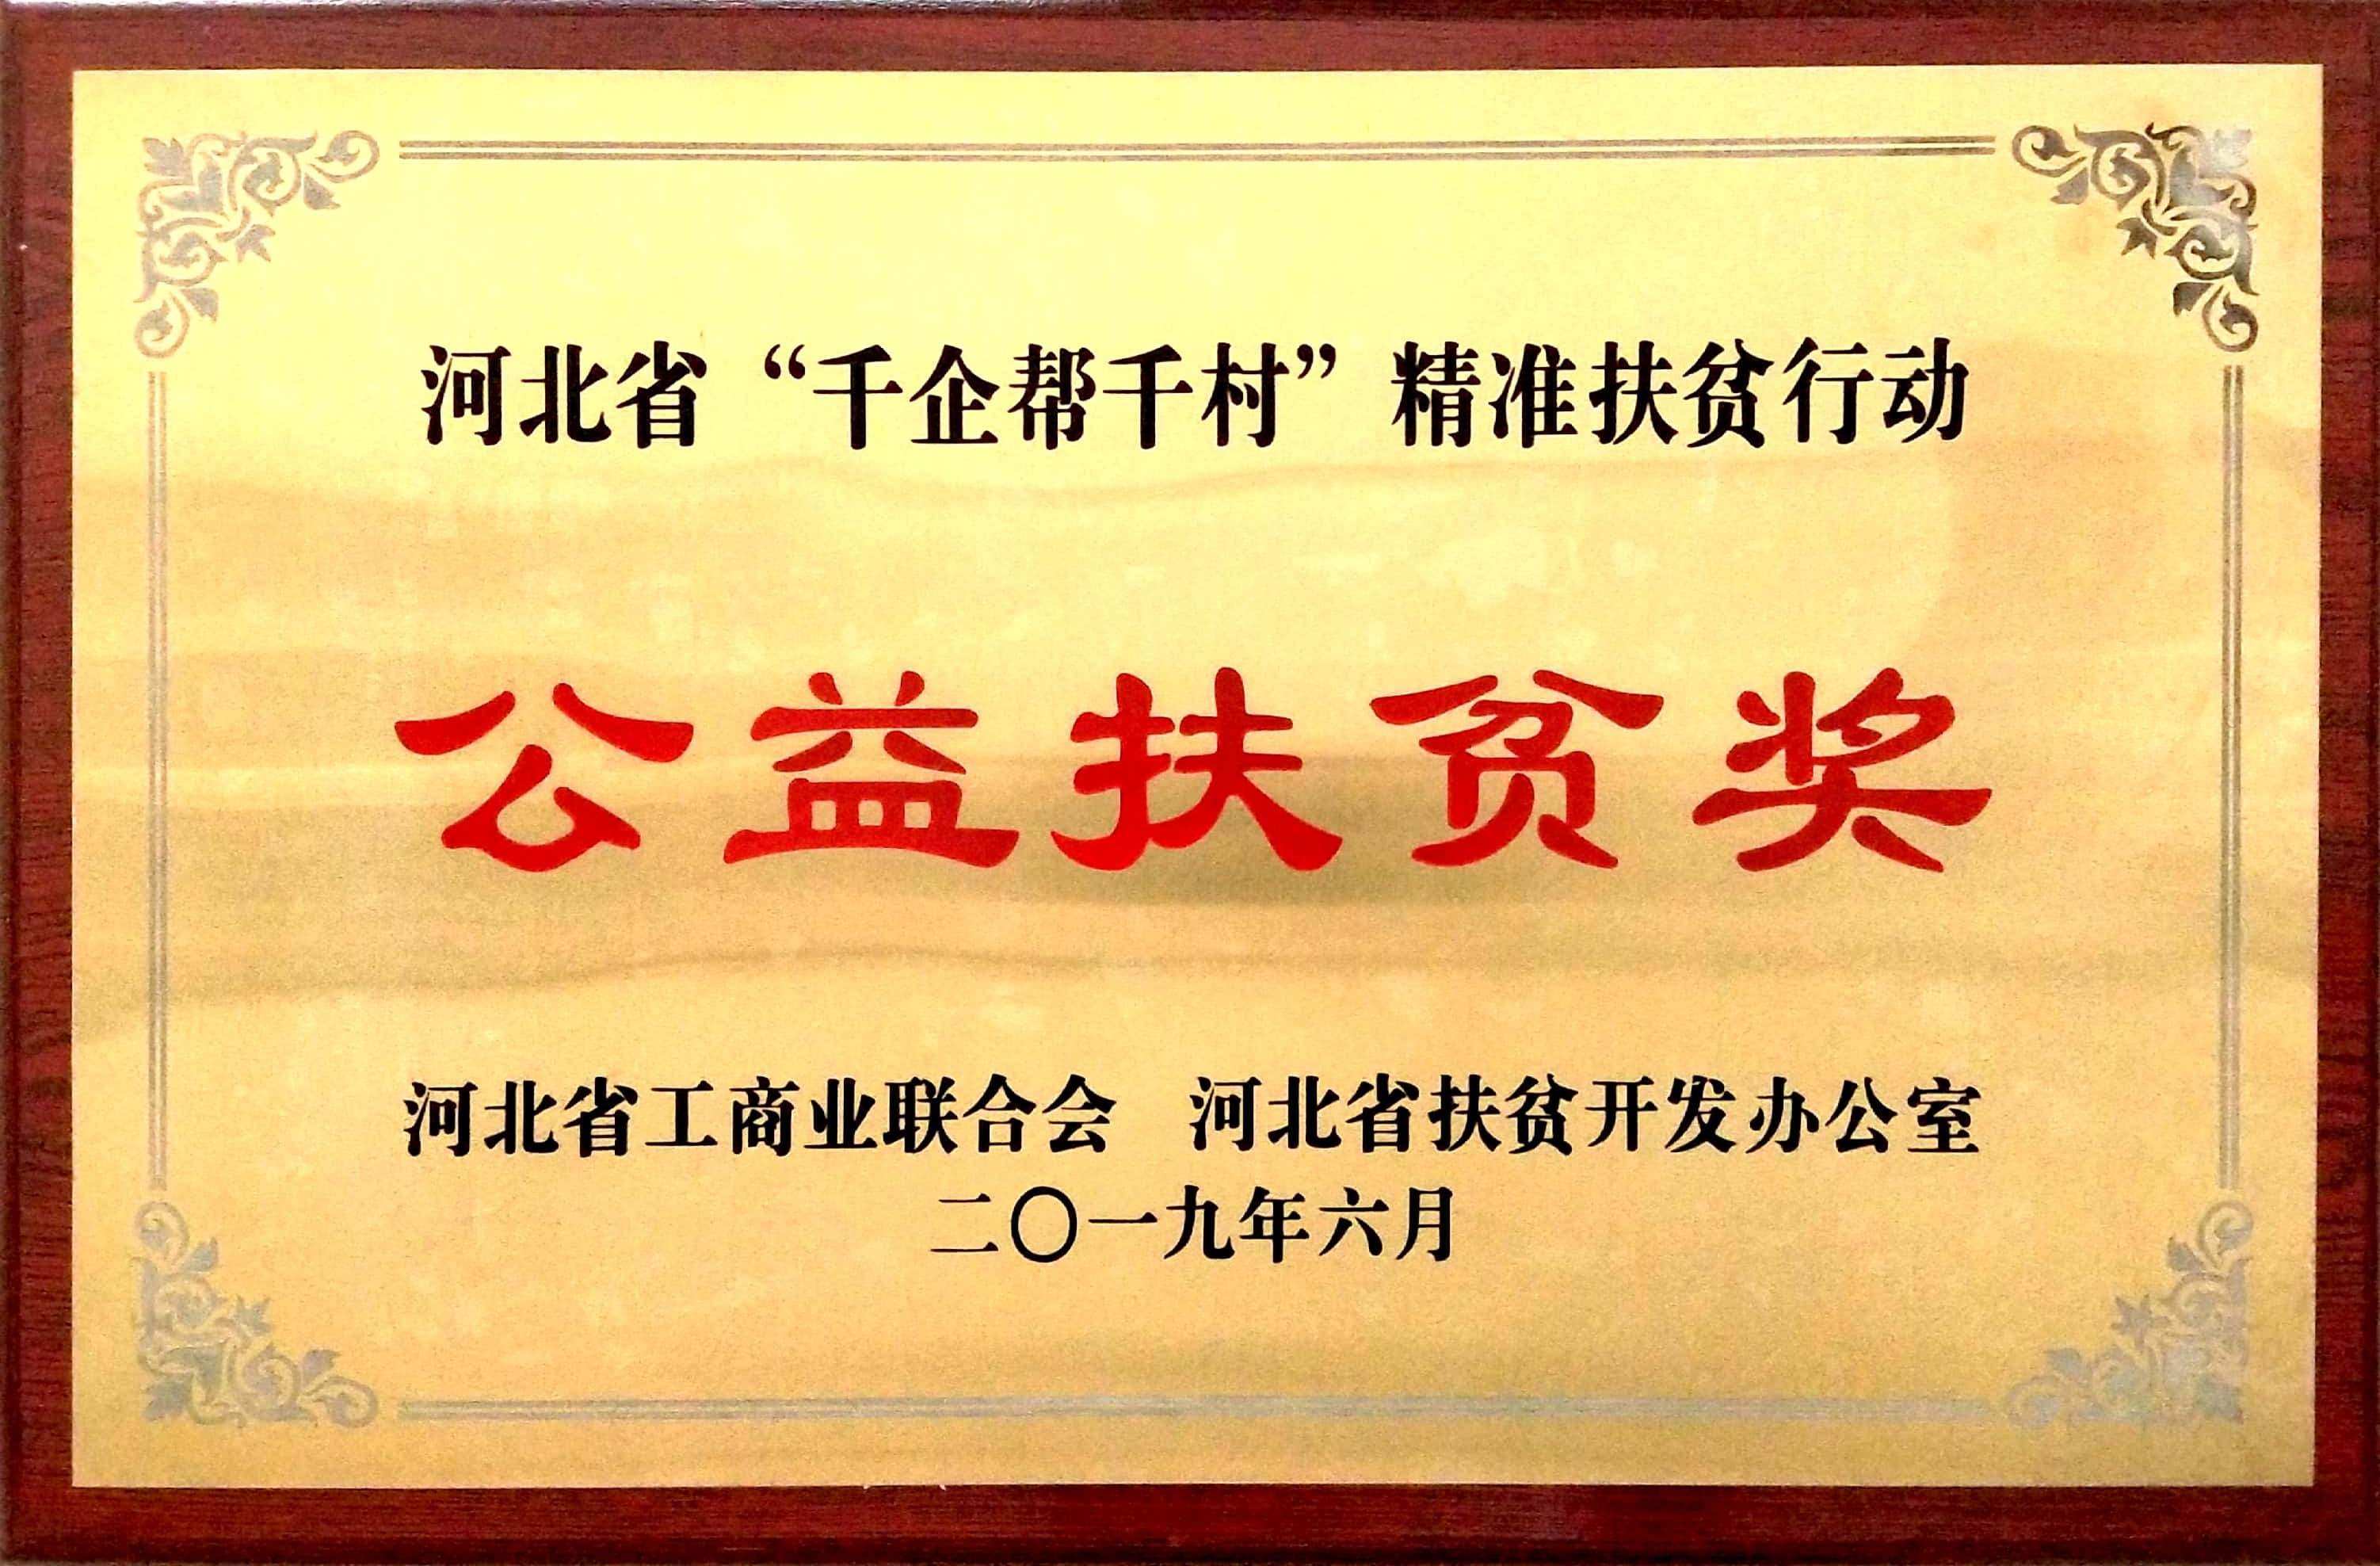 河北省“千企帮千村”精准扶贫行动
公益扶贫奖
河北省工商业联合会 河北省扶贫开发办公室
二〇一九年六月